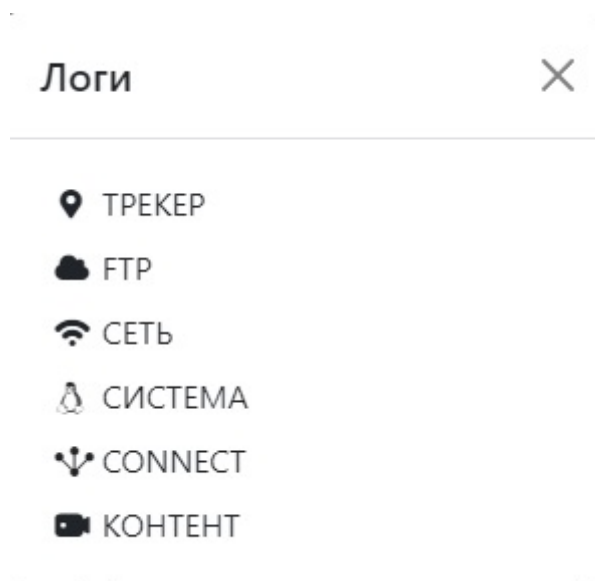 Логи
ТРЕКЕР
FTP
СЕТЬ
СИСТЕМА
CONNECT
КОНТЕНТ